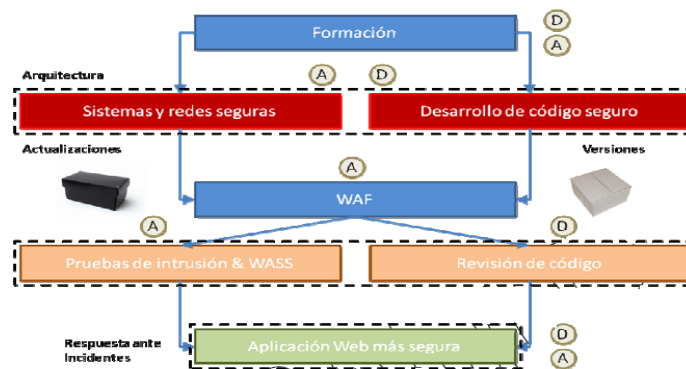 Formación
D
A
Arquitectura
A
D
Sistemas y redes seguras
Desarrollo de código seguro
Actualizaciones
Versiones
A
WAF
A
D
Pruebas de intrusión & WASS
Revisión de código
Respuesta ante
Incidentes
Aplicación Web más segura
D
A